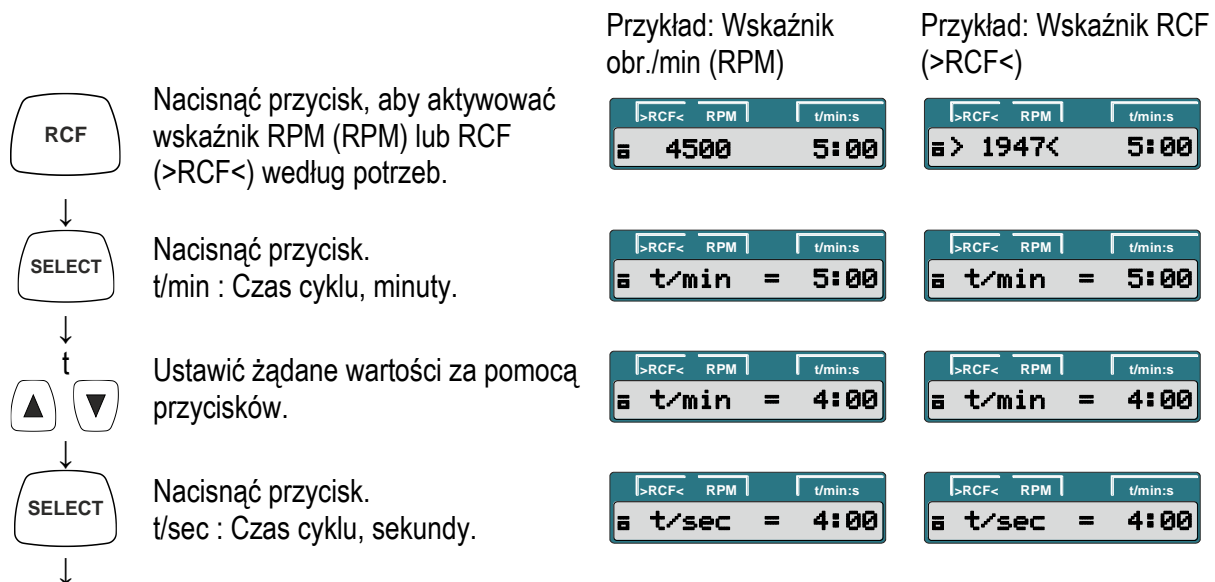 Przykład: Wskaźnik
obr./min (RPM)
Przykład: Wskaźnik RCF
(>RCF<)
RCF
Nacisnąć przycisk, aby aktywować
wskaźnik RPM (RPM) lub RCF
(>RCF<) według potrzeb.
>RCF< RPM t/min:s
4500 5:00
>RCF< RPM t/min:s
> 1947< 5:00
↓
SELECT
Nacisnąć przycisk.
t/min : Czas cyklu, minuty.
>RCF< RPM t/min:s
t/min = 5:00
>RCF< RPM t/min:s
t/min = 5:00
↓
t
▲ ▼
Ustawić żądane wartości za pomocą
przycisków.
>RCF< RPM t/min:s
t/min = 4:00
>RCF< RPM t/min:s
t/min = 4:00
↓
SELECT
Nacisnąć przycisk.
t/sec : Czas cyklu, sekundy.
>RCF< RPM t/min:s
t/sec = 4:00
>RCF< RPM t/min:s
t/sec = 4:00
↓